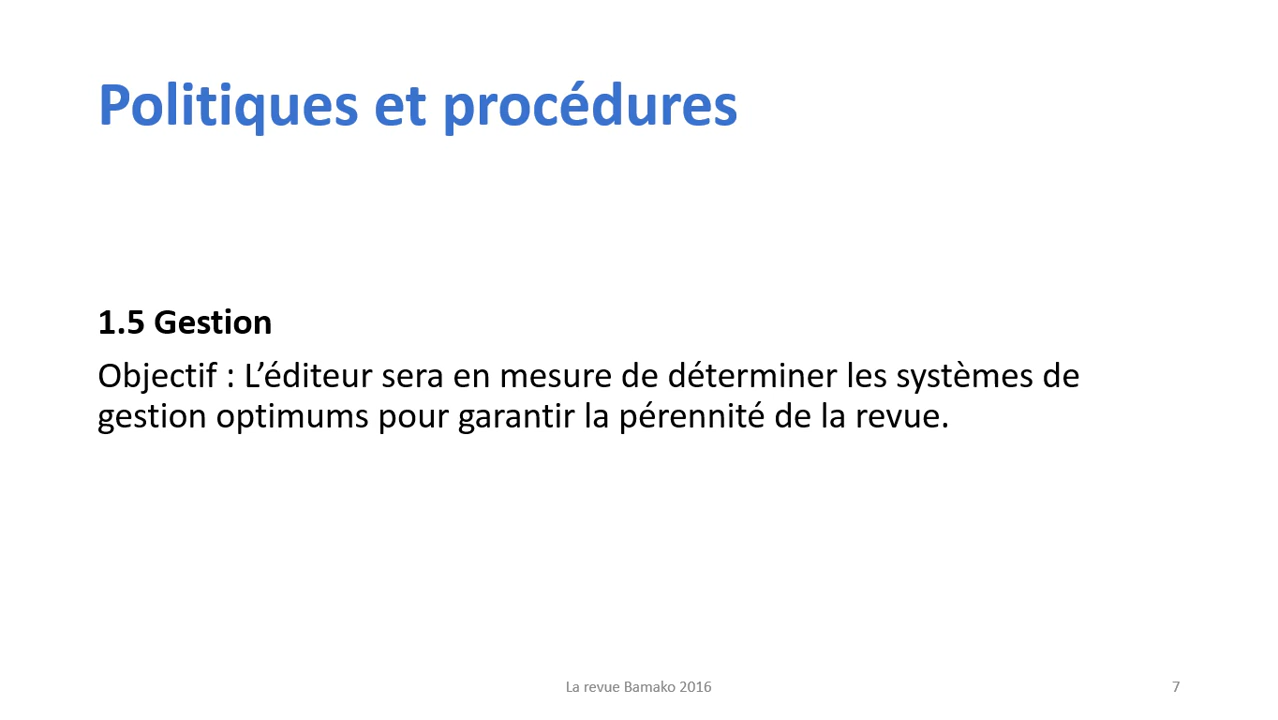 Politiques et procédures
1.5 Gestion
Objectif : L’éditeur sera en mesure de déterminer les systèmes de
gestion optimums pour garantir la pérennité de la revue.
La revue Bamako 2016
7